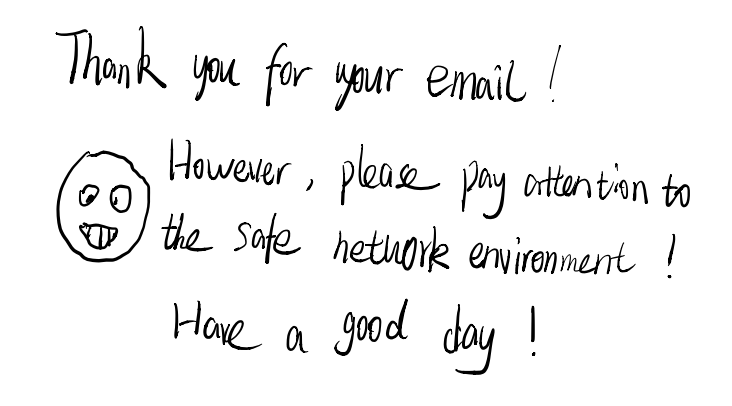 Thank you for your email!
However, please pay attention to
the safe network environment!
Have a good day!